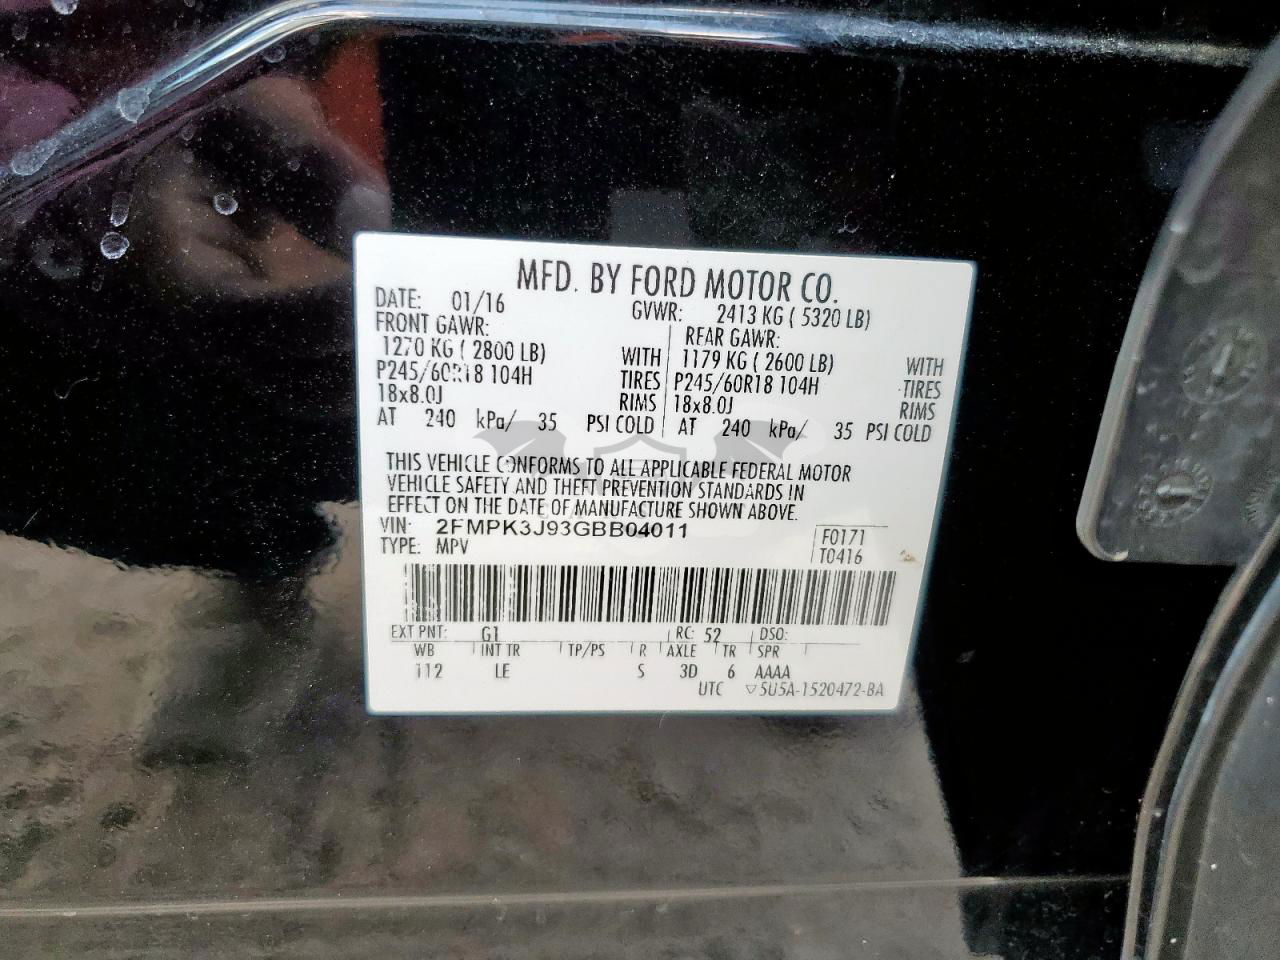 MFD. BY FORD MOTOR CO.
DATE: 01/16 GVWR: 2413 KG ( 5320 LB)
FRONT GAWR: REAR GAWR:
1270 KG ( 2800 LB) WITH 1179 KG ( 2600 LB) WITH
P245/60R18 104H TIRES P245/60R18 104H TIRES
18x8.0J RIMS 18x8.0J RIMS
AT 240 kPa/ 35 PSI COLD AT 240 kPa/ 35 PSI COLD
THIS VEHICLE CONFORMS TO ALL APPLICABLE FEDERAL MOTOR
VEHICLE SAFETY AND THEFT PREVENTION STANDARDS IN
EFFECT ON THE DATE OF MANUFACTURE SHOWN ABOVE.
VIN: 2FMPK3J93GBB04011 F0171
TYPE: MPV T0416
EXT PNT: G1 RC: 52 DSO:
WB INT TR TP/PS R AXLE TR SPR
112 LE S 3D 6 AAAA
UTC ▽5U5A-1520472-BA